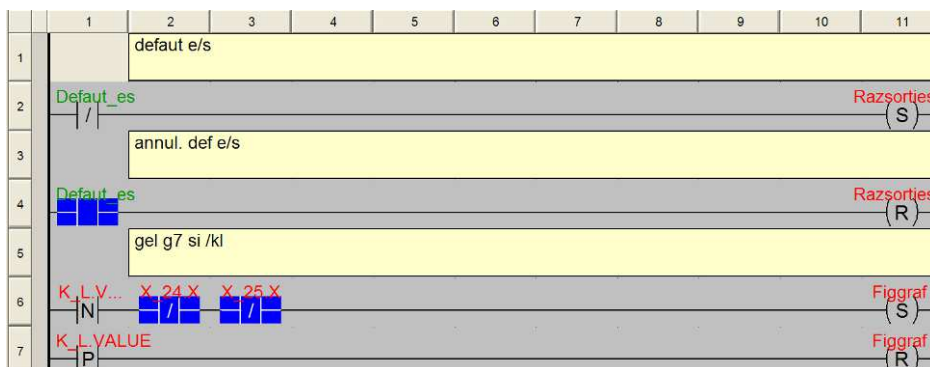 1 2 3 4 5 6 7 8 9 10 11
1 defaut e/s
Defaut_es Razsorties
2 / S
3 annul. def e/s
Defaut_es Razsorties
4 R
5 gel g7 si /kl
K_L.V... X_24.X X_25.X Figgraf
6 N / / S
K_L.VALUE Figgraf
7 P R